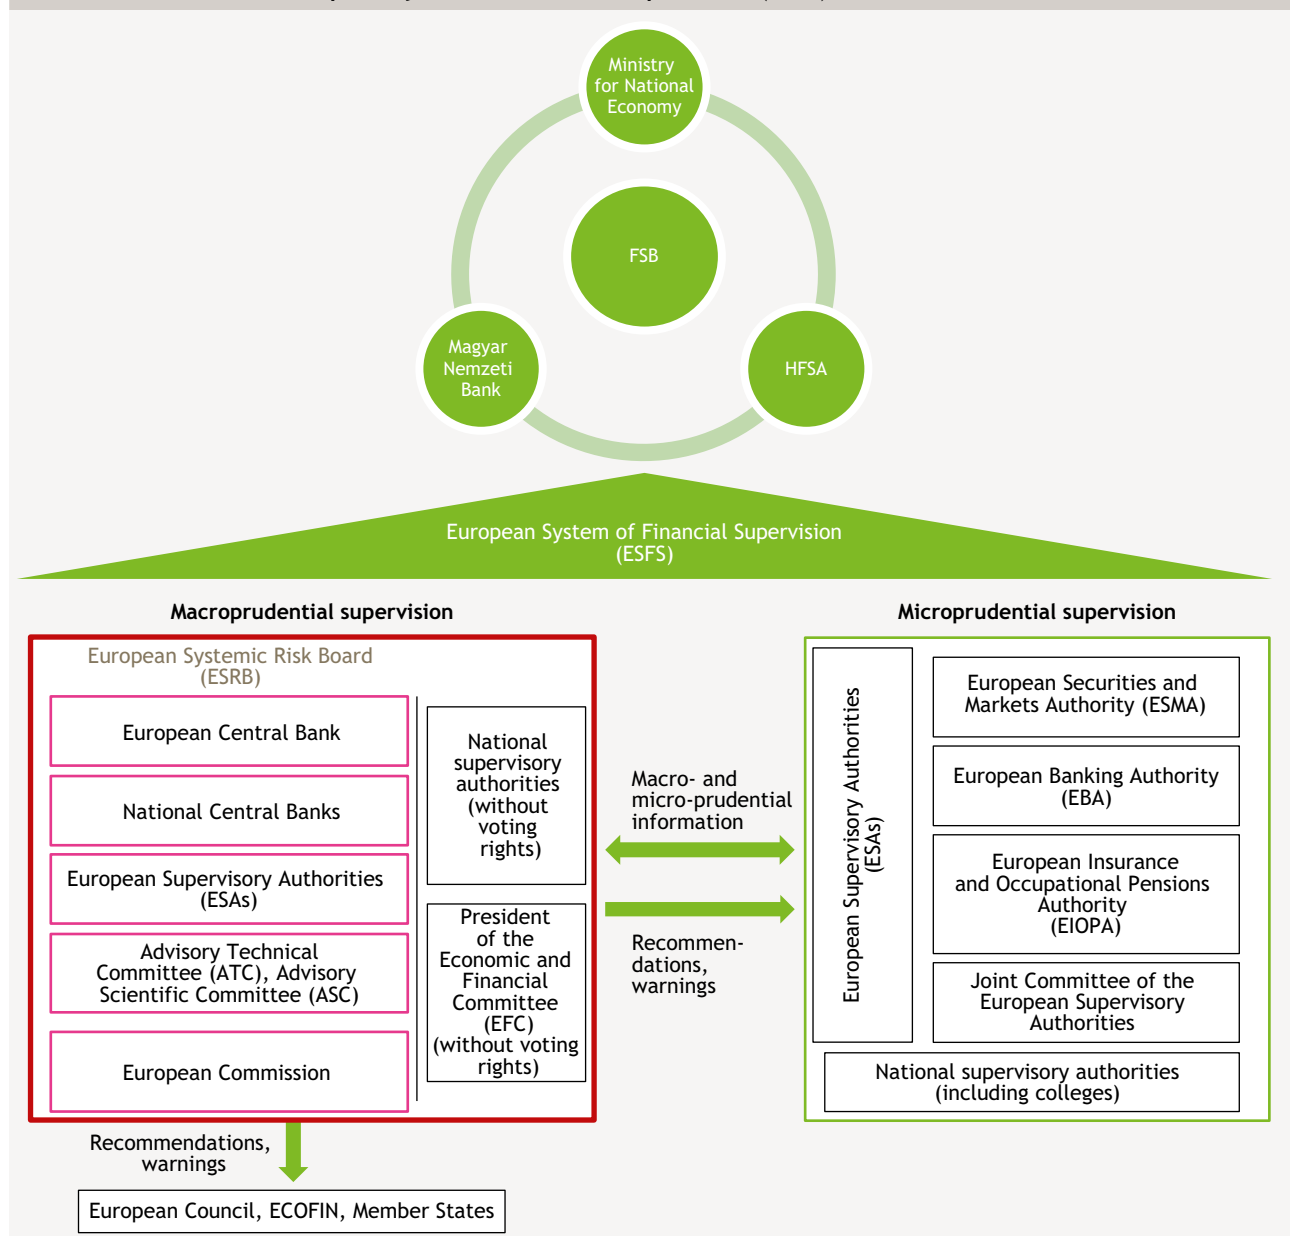 Ministry
for National
Economy
FSB
Magyar
Nemzeti
Bank
HFSA
European System of Financial Supervision
(ESFS)
Macroprudential supervision
Microprudential supervision
European Systemic Risk Board
(ESRB)
European Central Bank
National Central Banks
European Supervisory Authorities
(ESAs)
Advisory Technical
Committee (ATC), Advisory
Scientific Committee (ASC)
European Commission
National
supervisory
authorities
(without
voting
rights)
President
of the
Economic and
Financial
Committee
(EFC)
(without voting
rights)
Macro- and
micro-prudential
information
Recommen-
dations,
warnings
European Supervisory Authorities
(ESAs)
European Securities and
Markets Authority (ESMA)
European Banking Authority
(EBA)
European Insurance
and Occupational Pensions
Authority
(EIOPA)
Joint Committee of the
European Supervisory
Authorities
National supervisory authorities
(including colleges)
Recommendations,
warnings
European Council, ECOFIN, Member States